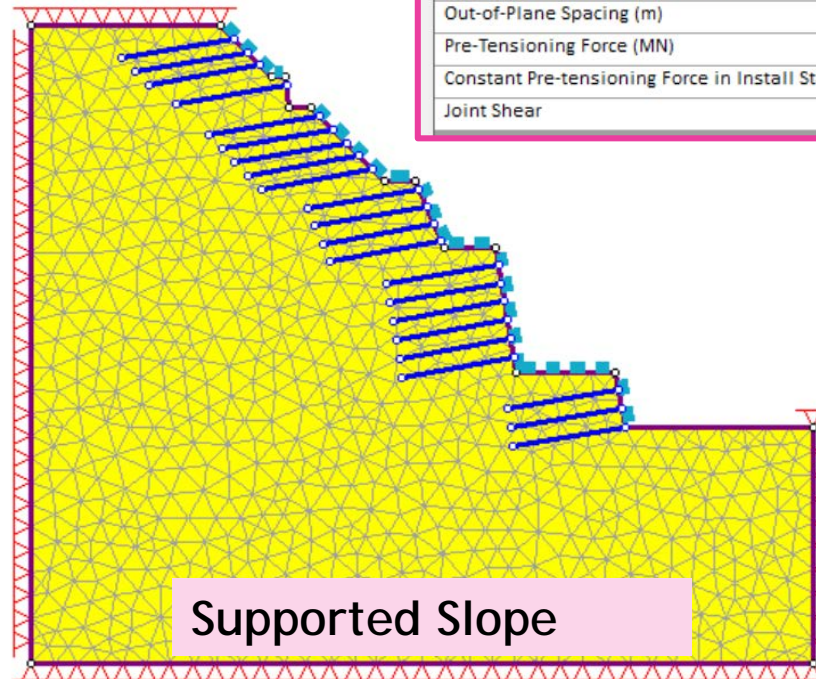 Out-of-Plane Spacing (m)
Pre-Tensioning Force (MN)
Constant Pre-tensioning Force in Install St
Joint Shear
Supported Slope